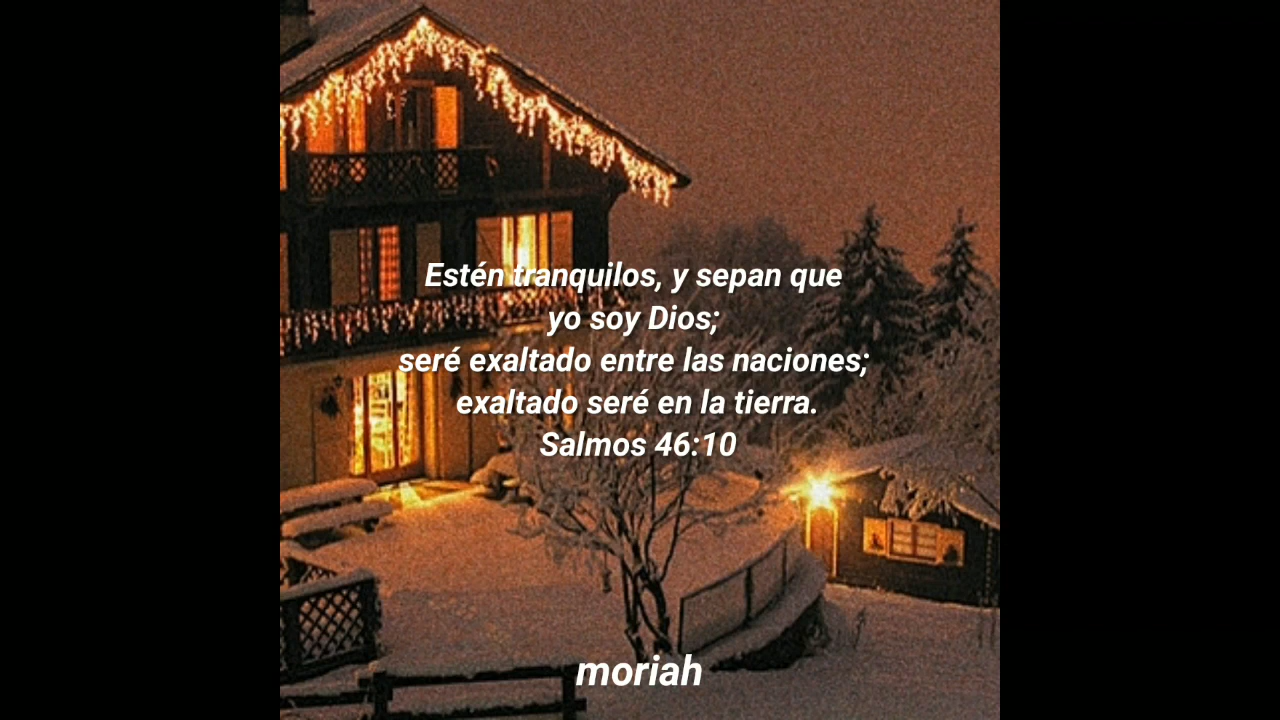 Estén tranquilos, y sepan que
yo soy Dios;
seré exaltado entre las naciones;
exaltado seré en la tierra.
Salmos 46:10
moriah